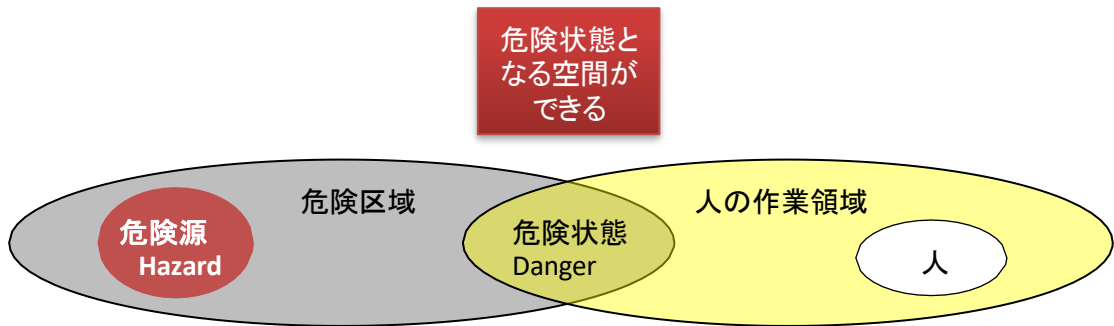 危険状態と
なる空間が
できる
危険区域
人の作業領域
危険源
Hazard
危険状態
Danger
人